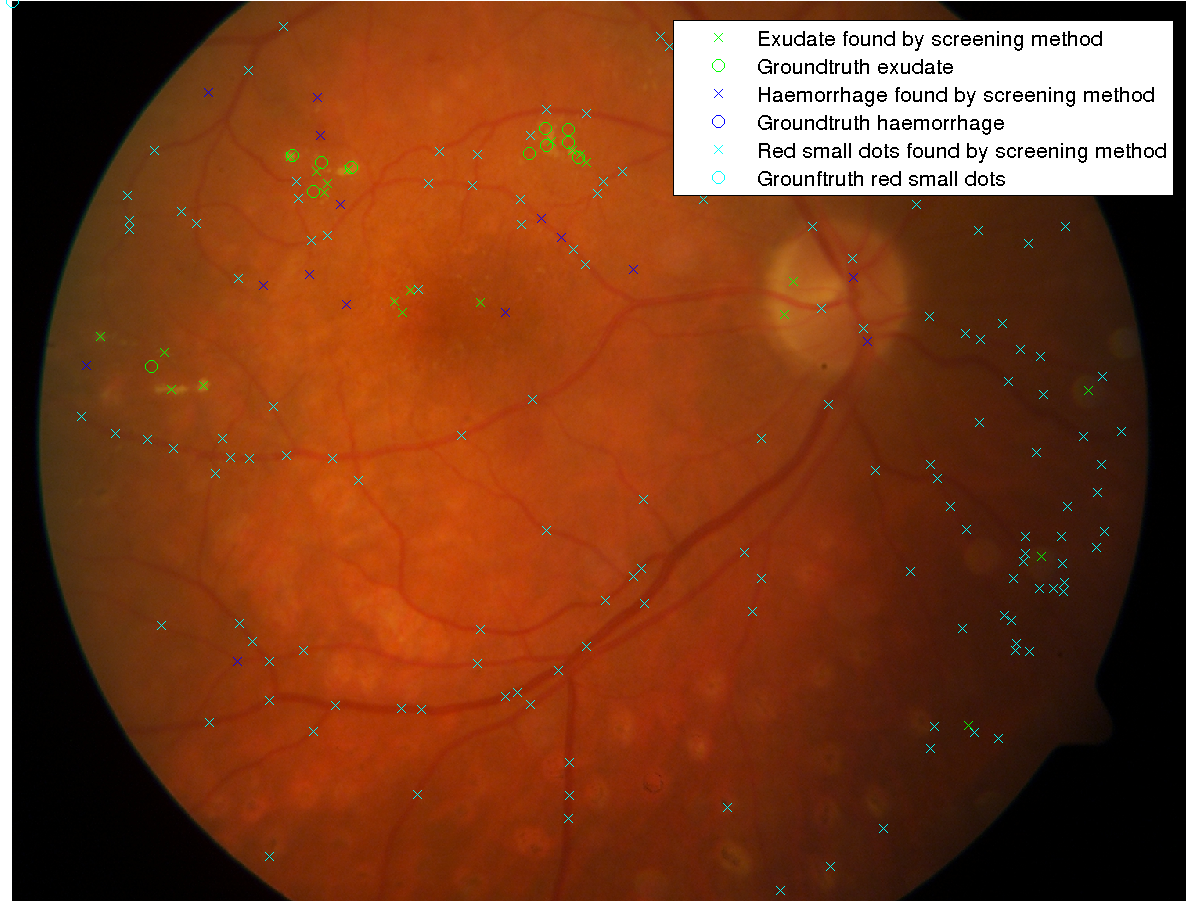 Exudate found by screening method
Groundtruth exudate
Haemorrhage found by screening method
Groundtruth haemorrhage
Red small dots found by screening method
Grounftruth red small dots